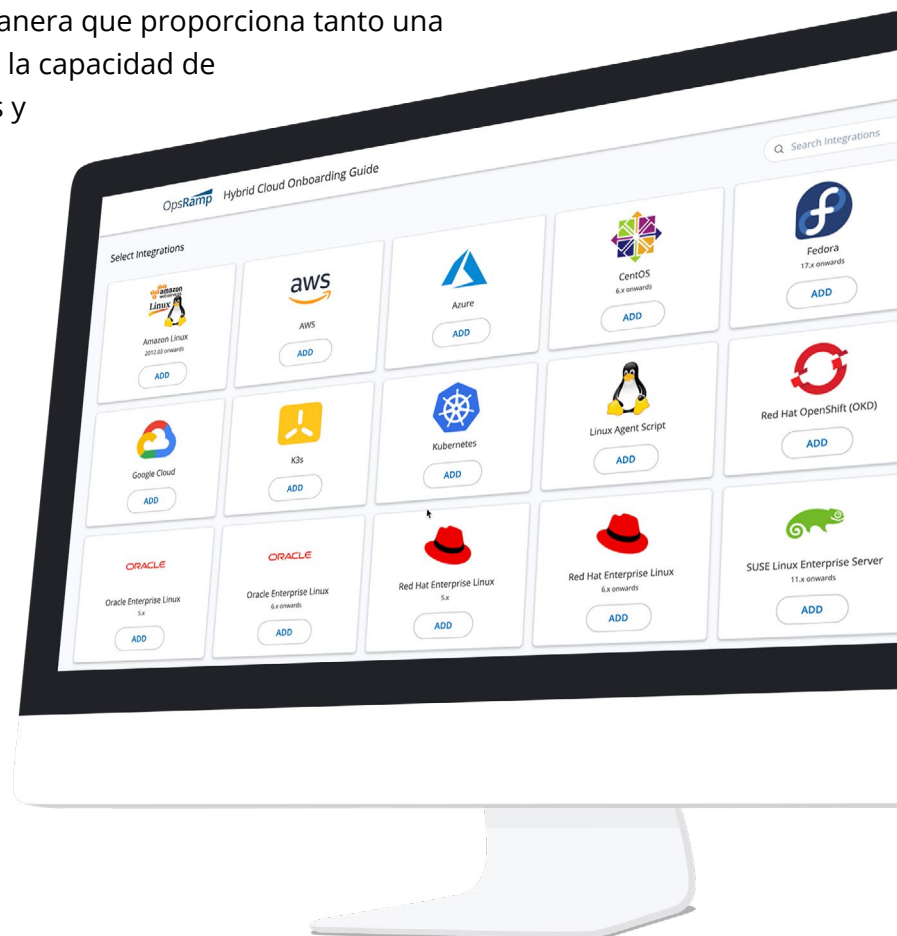 anera que proporciona tanto una
la capacidad de
s y
OpsRamp Hybrid Cloud Onboarding Guide
Search Integrations
Select Integrations
amazon
webservices
Linux
Amazon Linux
2012.03 onwards
ADD
aws
AWS
ADD
Azure
ADD
CentOS
6.x onwards
ADD
Fedora
17.x onwards
ADD
Google Cloud
ADD
K3s
ADD
Kubernetes
ADD
Linux Agent Script
ADD
Red Hat OpenShift (OKD)
ADD
ORACLE
Oracle Enterprise Linux
5.x
ADD
ORACLE
Oracle Enterprise Linux
6.x onwards
ADD
Red Hat Enterprise Linux
5.x
ADD
Red Hat Enterprise Linux
6.x onwards
ADD
SUSE Linux Enterprise Server
11.x onwards
ADD